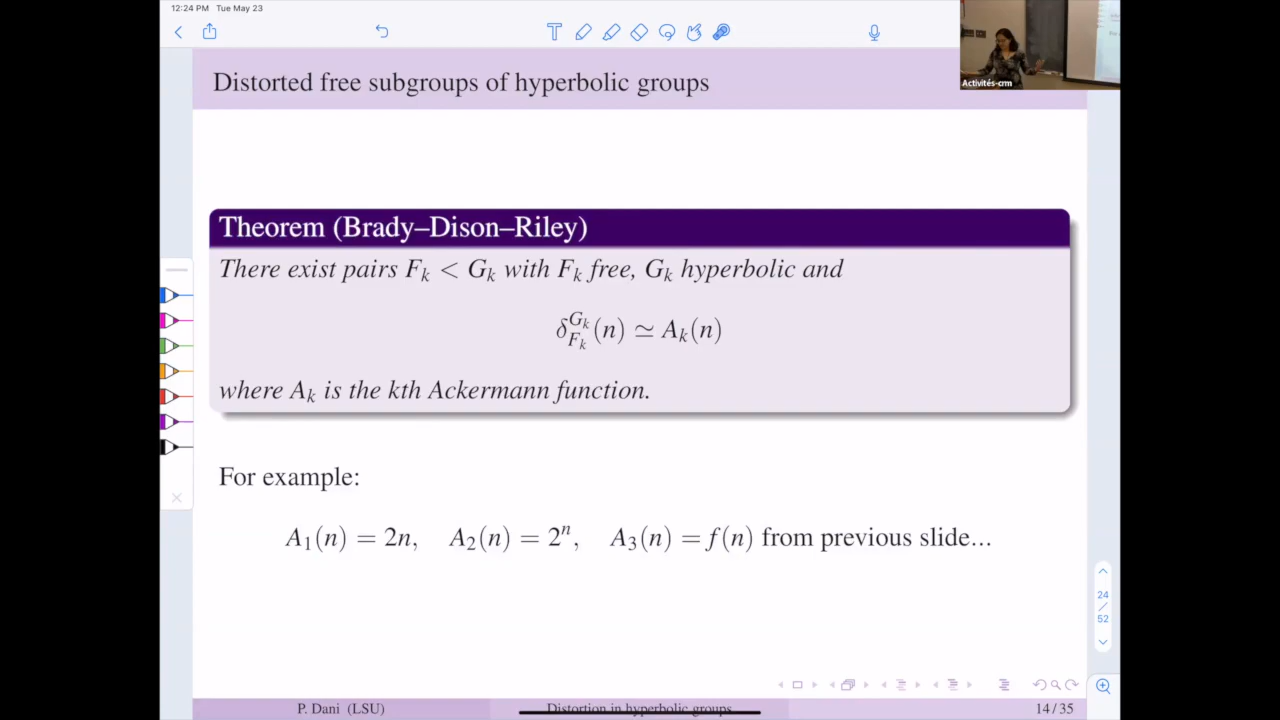 12:24 PM Tue May 23
Distorted free subgroups of hyperbolic groups
Activités-crm
Theorem (Brady–Dison–Riley)
There exist pairs F_k < G_k with F_k free, G_k hyperbolic and
δ^{G_k}_{F_k}(n) ≃ A_k(n)
where A_k is the kth Ackermann function.
For example:
A_1(n) = 2n, A_2(n) = 2^n, A_3(n) = f(n) from previous slide...
24
/
52
P. Dani (LSU) Distortion in hyperbolic groups 14 / 35